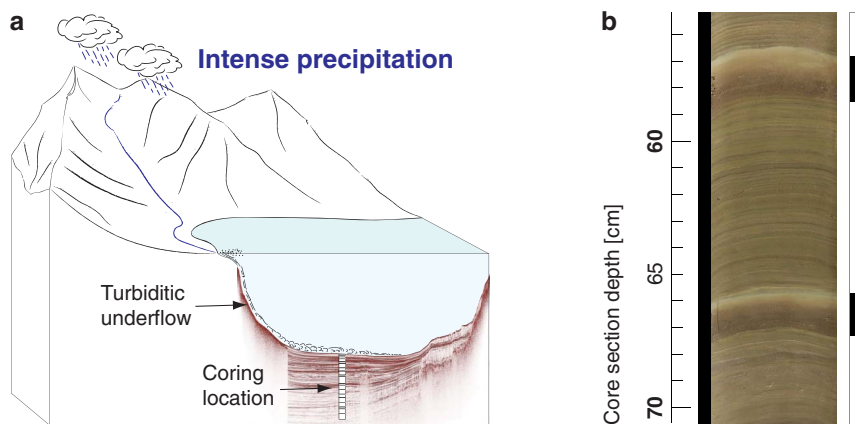 a
Intense precipitation
Turbiditic
underflow
Coring
location
b
Core section depth [cm]
60
65
70